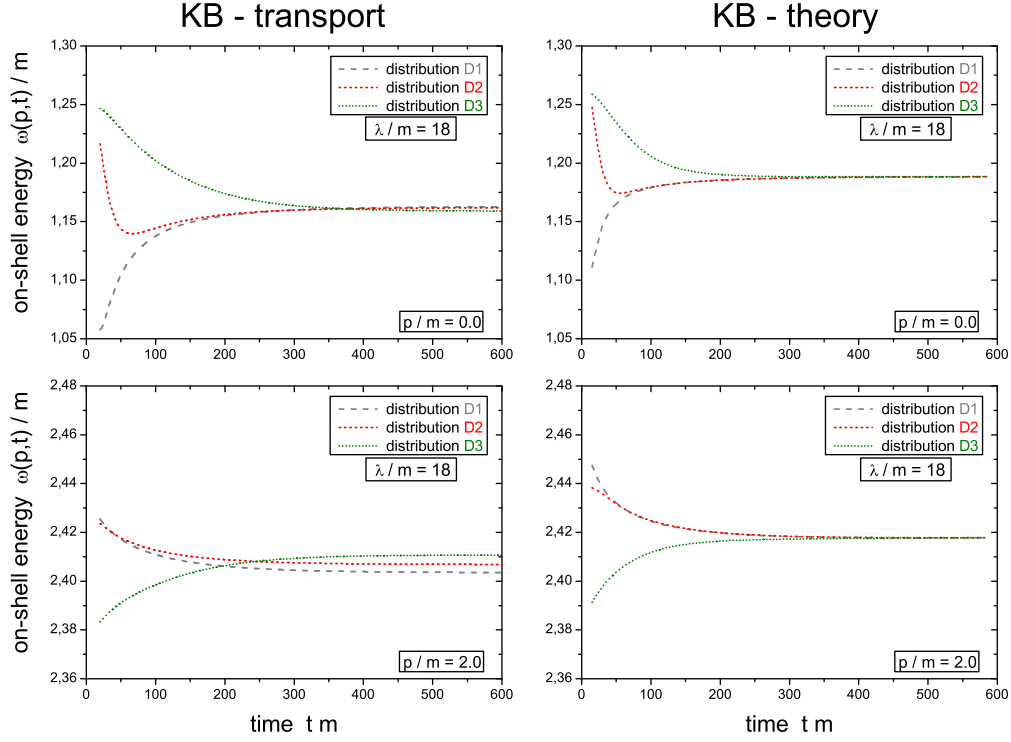 KB - transport
KB - theory
on-shell energy ω(p,t) / m
1,30
1,25
1,20
1,15
1,10
1,05
0 100 200 300 400 500 600
distribution D1
distribution D2
distribution D3
λ / m = 18
p / m = 0.0
1,30
1,25
1,20
1,15
1,10
1,05
0 100 200 300 400 500 600
distribution D1
distribution D2
distribution D3
λ / m = 18
p / m = 0.0
on-shell energy ω(p,t) / m
2,48
2,46
2,44
2,42
2,40
2,38
2,36
0 100 200 300 400 500 600
distribution D1
distribution D2
distribution D3
λ / m = 18
p / m = 2.0
time t m
2,48
2,46
2,44
2,42
2,40
2,38
2,36
0 100 200 300 400 500 600
distribution D1
distribution D2
distribution D3
λ / m = 18
p / m = 2.0
time t m